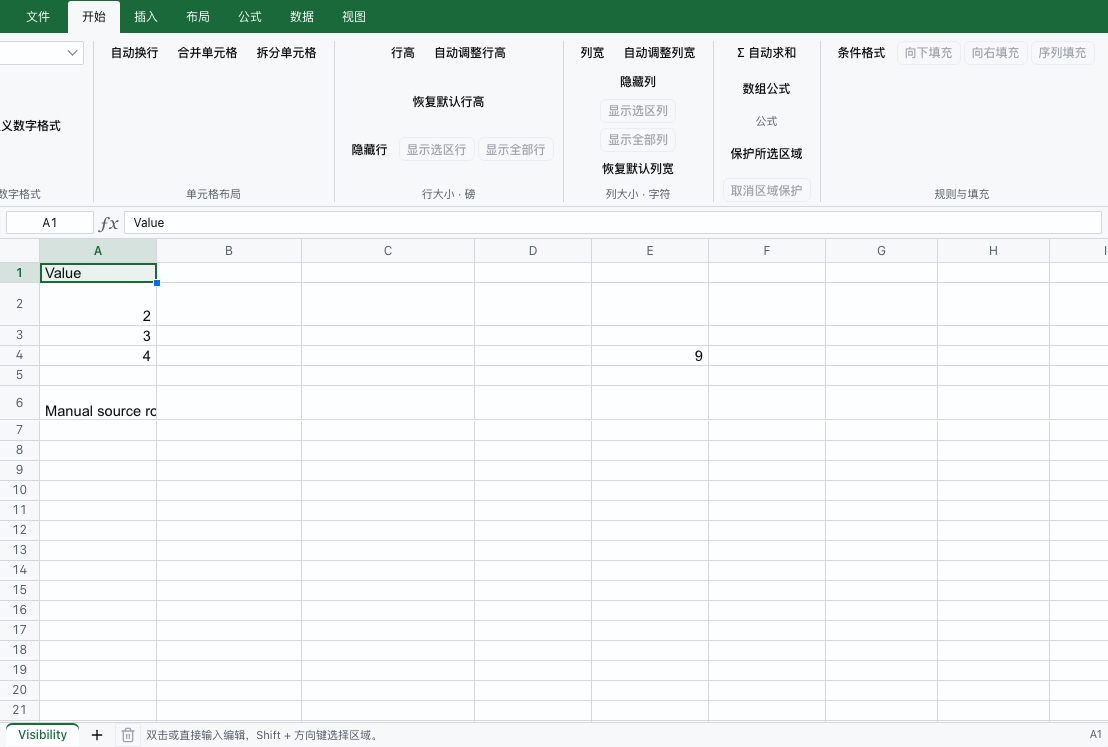 文件 开始 插入 布局 公式 数据 视图
自动换行 合并单元格 拆分单元格 行高 自动调整行高 列宽 自动调整列宽 Σ 自动求和 条件格式 向下填充 向右填充 序列填充
隐藏列
数组公式
恢复默认行高
显示选区列
公式
义数字格式
显示全部列
隐藏行 显示选区行 显示全部行
保护所选区域
恢复默认列宽
取消区域保护
数字格式 单元格布局 行大小 · 磅 列大小 · 字符 规则与填充
A1 fx Value
A B C D E F G H I
1 Value
2 2
3 3
4 4 9
5
6 Manual source ro
7
8
9
10
11
12
13
14
15
16
17
18
19
20
21
Visibility + 双击或直接输入编辑，Shift + 方向键选择区域。 A1